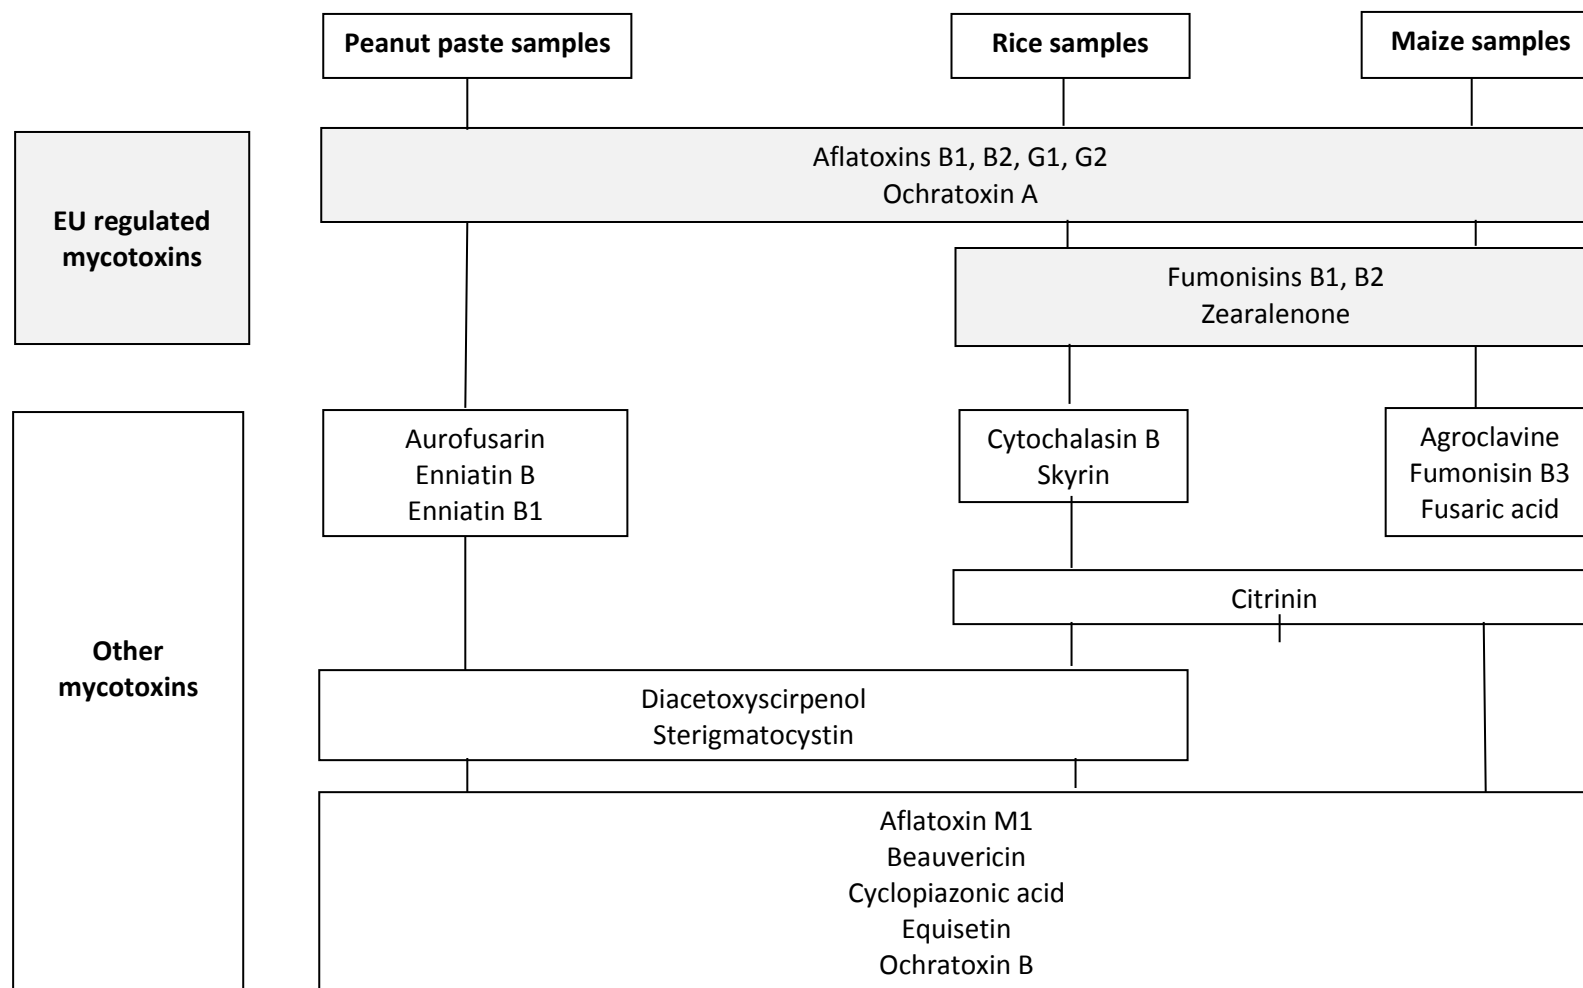 Peanut paste samples
Rice samples
Maize samples
EU regulated
mycotoxins
Aflatoxins B1, B2, G1, G2
Ochratoxin A
Fumonisins B1, B2
Zearalenone
Other
mycotoxins
Aurofusarin
Enniatin B
Enniatin B1
Cytochalasin B
Skyrin
Agroclavine
Fumonisin B3
Fusaric acid
Citrinin
Diacetoxyscirpenol
Sterigmatocystin
Aflatoxin M1
Beauvericin
Cyclopiazonic acid
Equisetin
Ochratoxin B